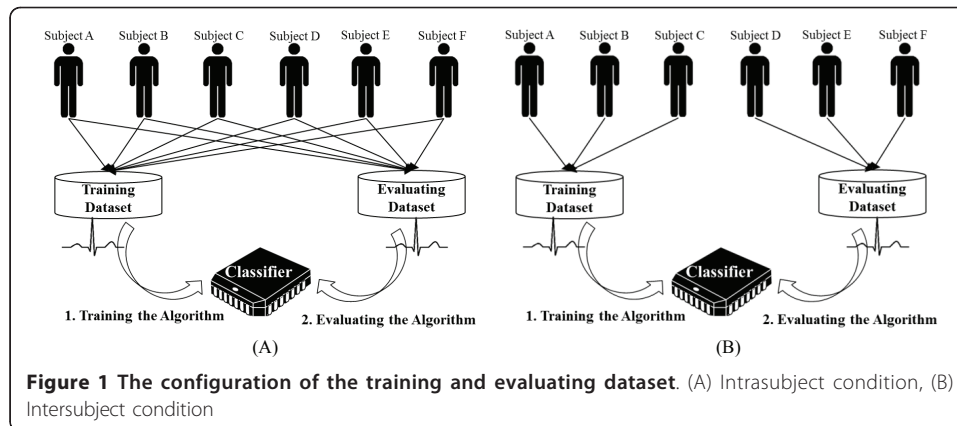 Subject A Subject B Subject C Subject D Subject E Subject F
Training
Dataset
Evaluating
Dataset
Classifier
1. Training the Algorithm
2. Evaluating the Algorithm
(A)
Subject A Subject B Subject C Subject D Subject E Subject F
Training
Dataset
Evaluating
Dataset
Classifier
1. Training the Algorithm
2. Evaluating the Algorithm
(B)
Figure 1 The configuration of the training and evaluating dataset. (A) Intrasubject condition, (B)
Intersubject condition